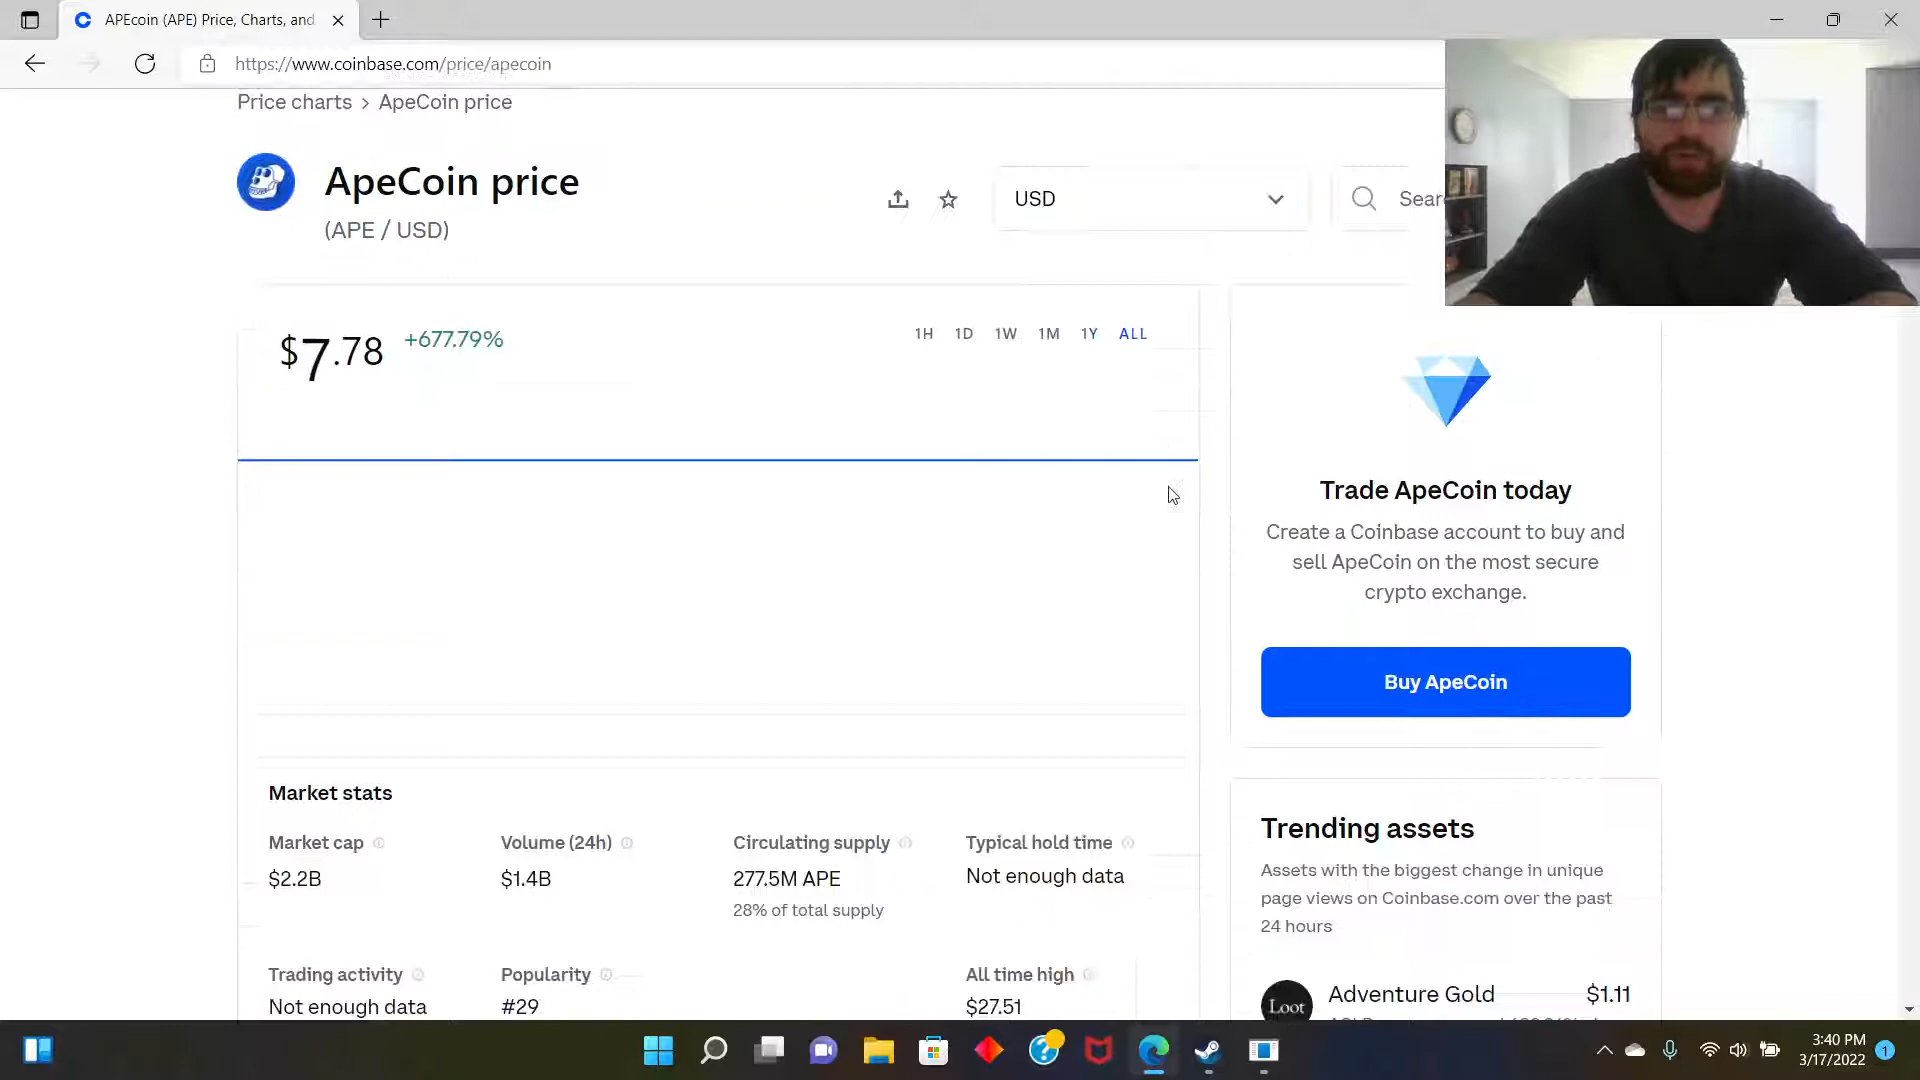 APEcoin (APE) Price, Charts, and
https://www.coinbase.com/price/apecoin
Price charts > ApeCoin price
ApeCoin price
(APE / USD)
USD
Sear
$7.78 +677.79%
1H 1D 1W 1M 1Y ALL
Trade ApeCoin today
Create a Coinbase account to buy and
sell ApeCoin on the most secure
crypto exchange.
Buy ApeCoin
Market stats
Market cap Volume (24h) Circulating supply Typical hold time
$2.2B $1.4B 277.5M APE Not enough data
28% of total supply
Trading activity Popularity All time high
Not enough data #29 $27.51
Trending assets
Assets with the biggest change in unique
page views on Coinbase.com over the past
24 hours
Loot Adventure Gold $1.11
3:40 PM
3/17/2022 1